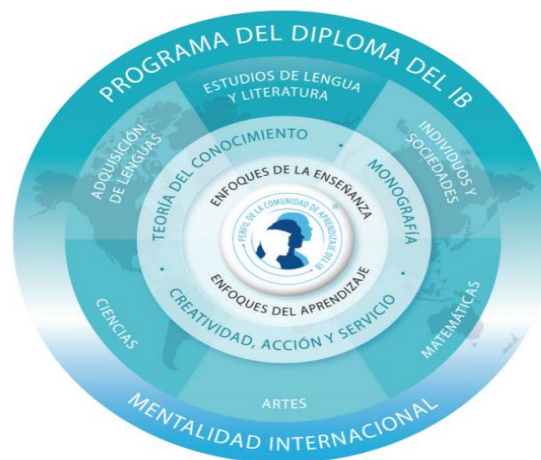 PROGRAMA DEL DIPLOMA DEL IB
ESTUDIOS DE LENGUA
Y LITERATURA
ADQUISICIÓN
DE LENGUAS
INDIVIDUOS Y
SOCIEDADES
TEORÍA DEL CONOCIMIENTO
MONOGRAFÍA
ENFOQUES DE LA ENSEÑANZA
PERFIL DE LA COMUNIDAD DE APRENDIZAJE DEL IB
®
ENFOQUES DEL APRENDIZAJE
CREATIVIDAD, ACCIÓN Y SERVICIO
CIENCIAS
MATEMÁTICAS
ARTES
MENTALIDAD INTERNACIONAL